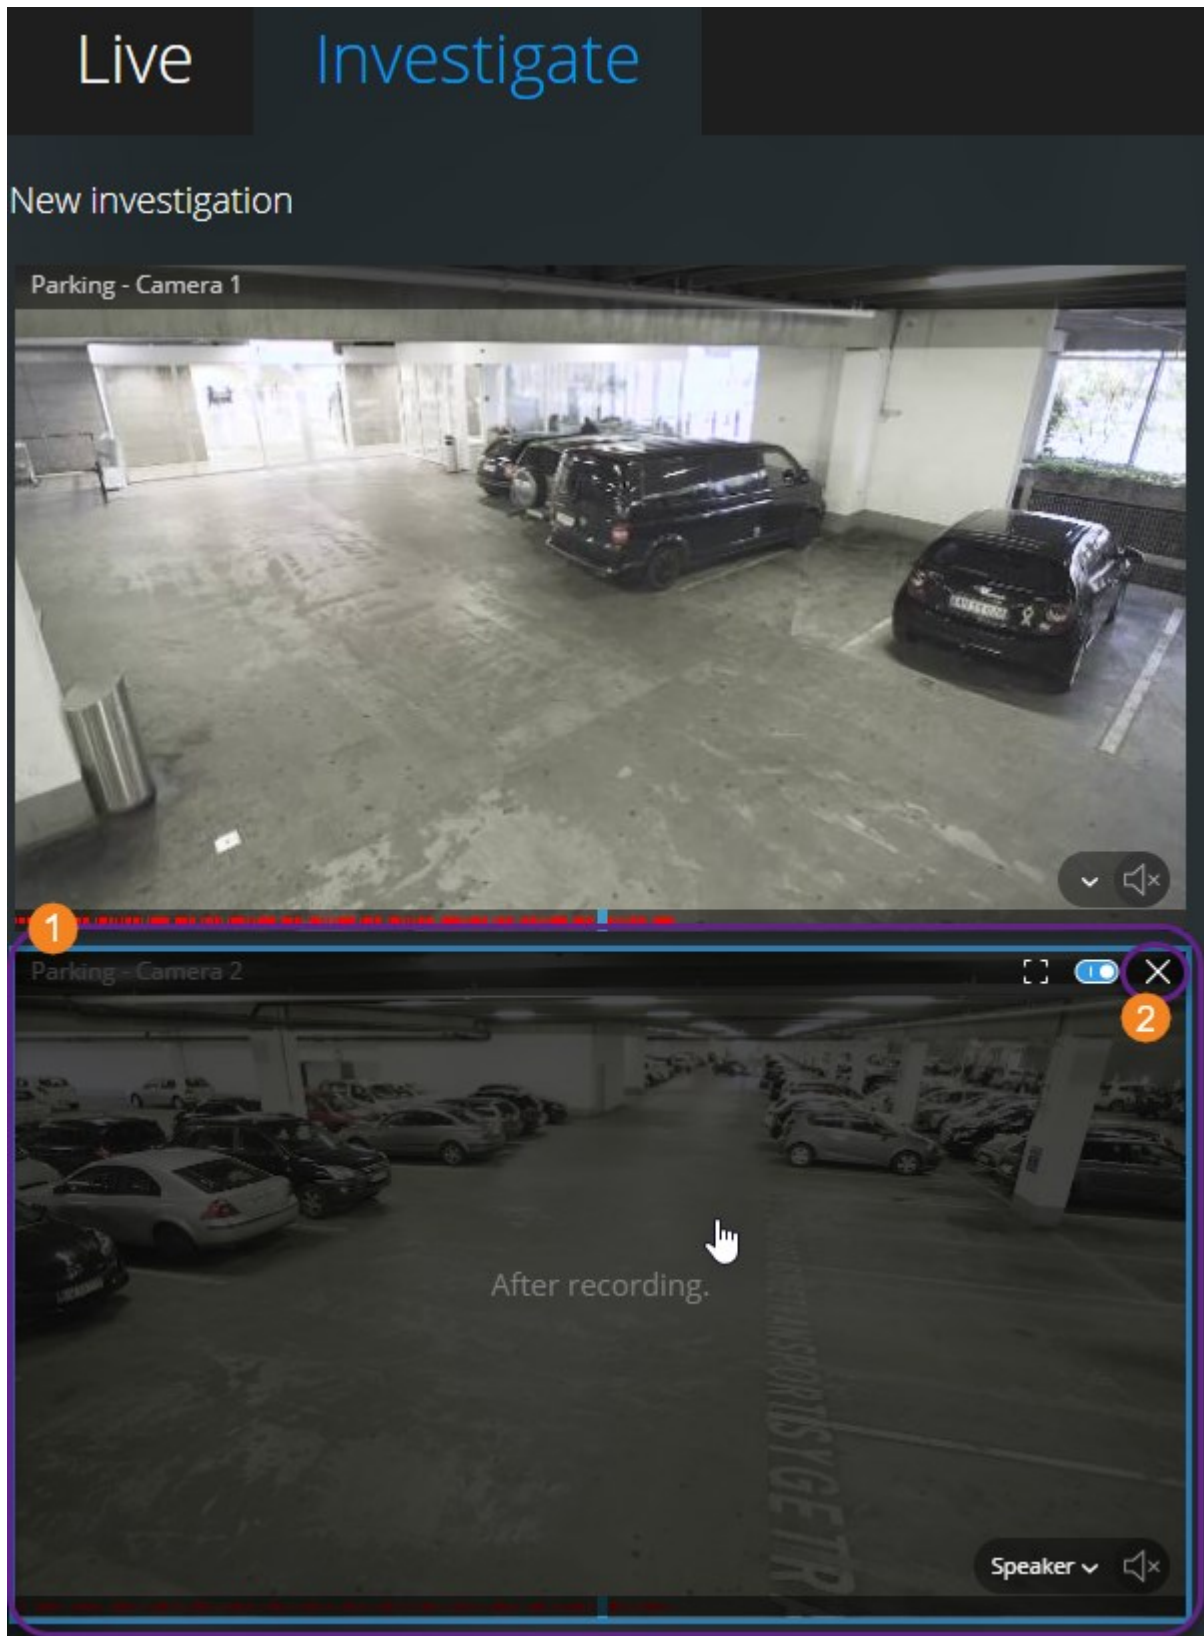 Live Investigate
New investigation
Parking - Camera 1
1
Parking - Camera 2
2
After recording.
Speaker